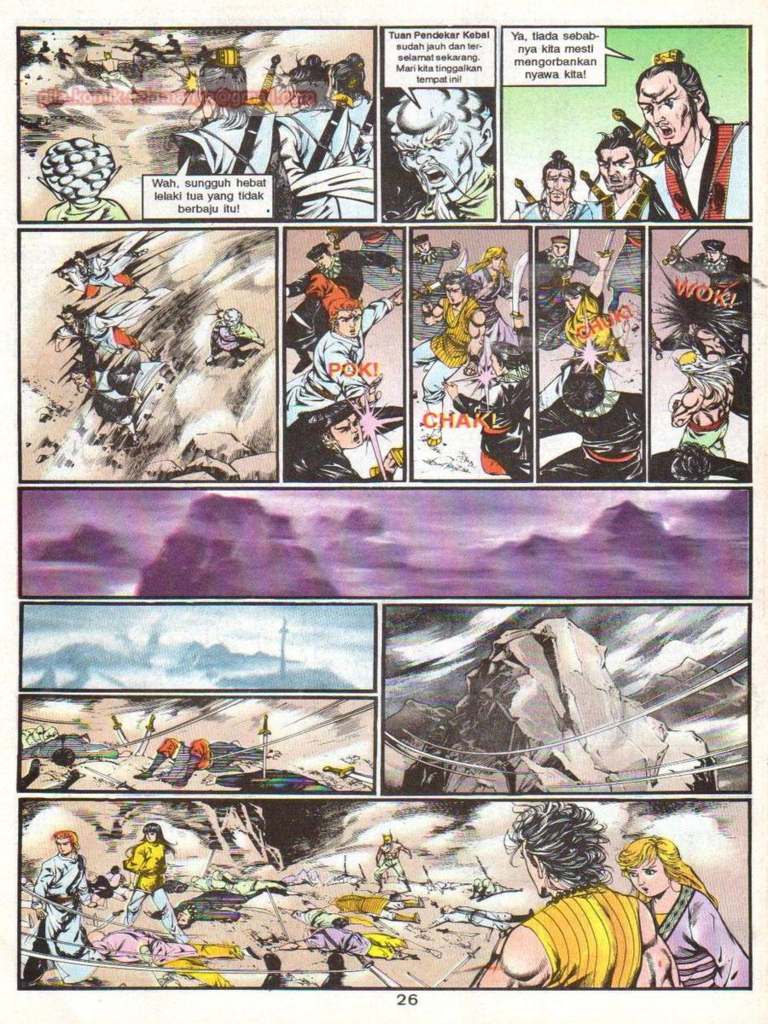 Wah, sungguh hebat
lelaki tua yang tidak
berbaju itu!
Tuan Pendekar Kebal
sudah jauh dan ter-
selamat sekarang.
Mari kita tinggalkan
tempat ini!
Ya, tiada sebab-
nya kita mesti
mengorbankan
nyawa kita!
POK!
CHAK!
CHUK!
WOK!
26